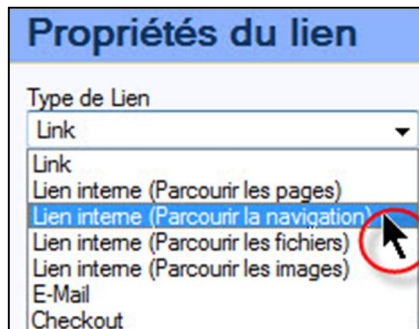 Propriétés du lien
Type de Lien
Link
Link
Lien interne (Parcourir les pages)
Lien interne (Parcourir la navigation)
Lien interne (Parcourir les fichiers)
Lien interne (Parcourir les images)
E-Mail
Checkout